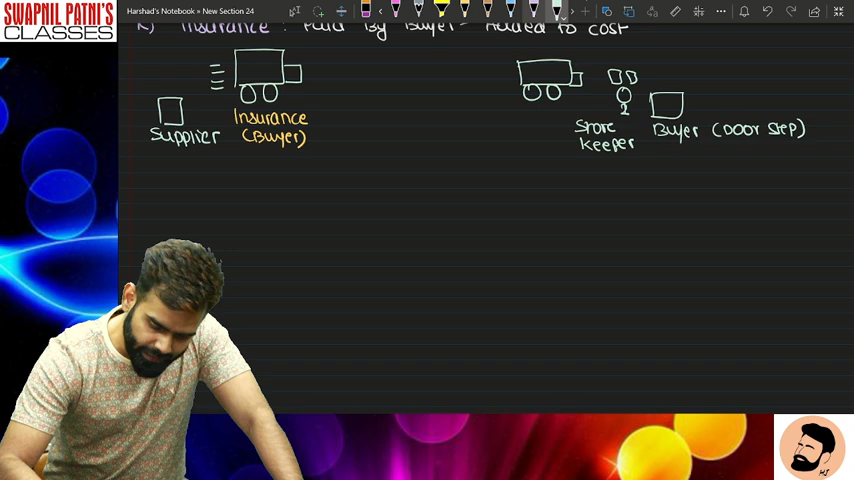 SWAPNIL PATNI'S
CLASSES
Harshad's Notebook » New Section 24
K) Insurance : Paid By Buyer - Added to cost
Insurance
(Buyer)
Supplier
Store
Keeper
Buyer (Door Step)
HJ